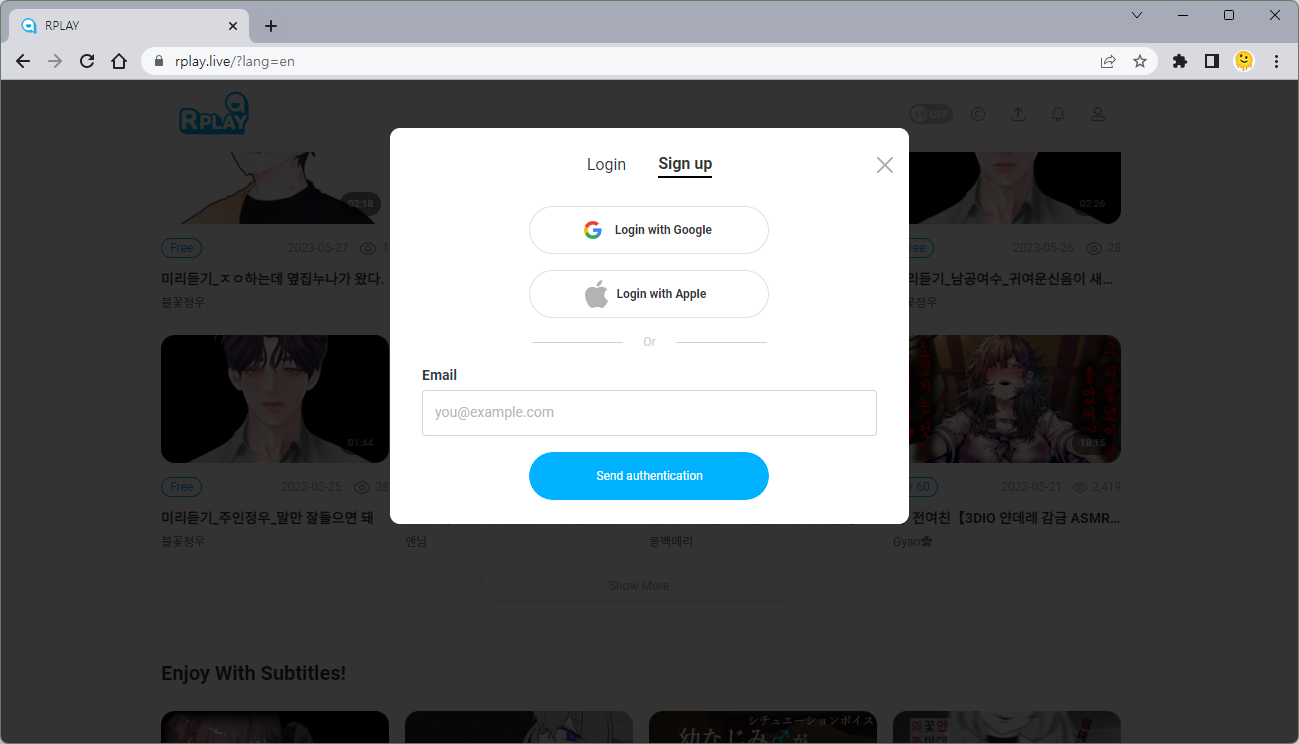 RPLAY
rplay.live/?lang=en
RPLAY
19 OFF
Login
Sign up
Login with Google
Login with Apple
Or
Email
you@example.com
Send authentication
02:18
02:26
Free
2023-05-27
2023-05-26
28
미리듣기_ㅈㅇ하는데 옆집누나가 왔다.
리듣기_남공여수_귀여운신음이 새...
불꽃정우
꽃정우
01:44
18:15
Free
2023-05-25
28
60
2023-05-21
2,419
미리듣기_주인정우_말만 잘들으면 돼
전여친【3DIO 얀데레 감금 ASMR...
불꽃정우
앤님
동백메리
Gyao
Show More
Enjoy With Subtitles!
シチュエーションボイス
幼なじみ♂が